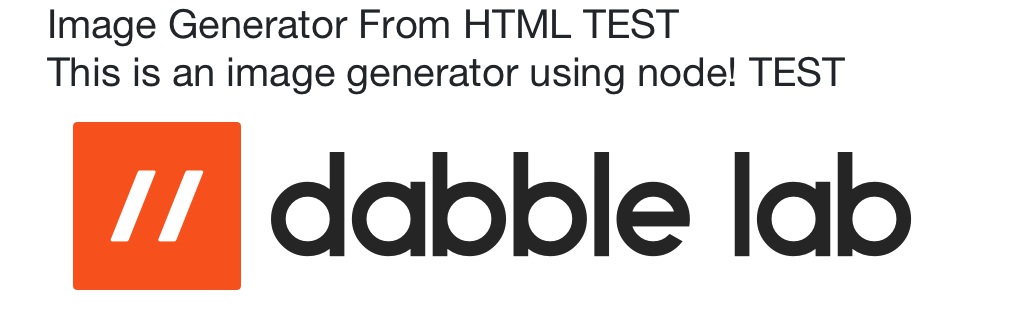 Image Generator From HTML TEST
This is an image generator using node! TEST
// dabble lab